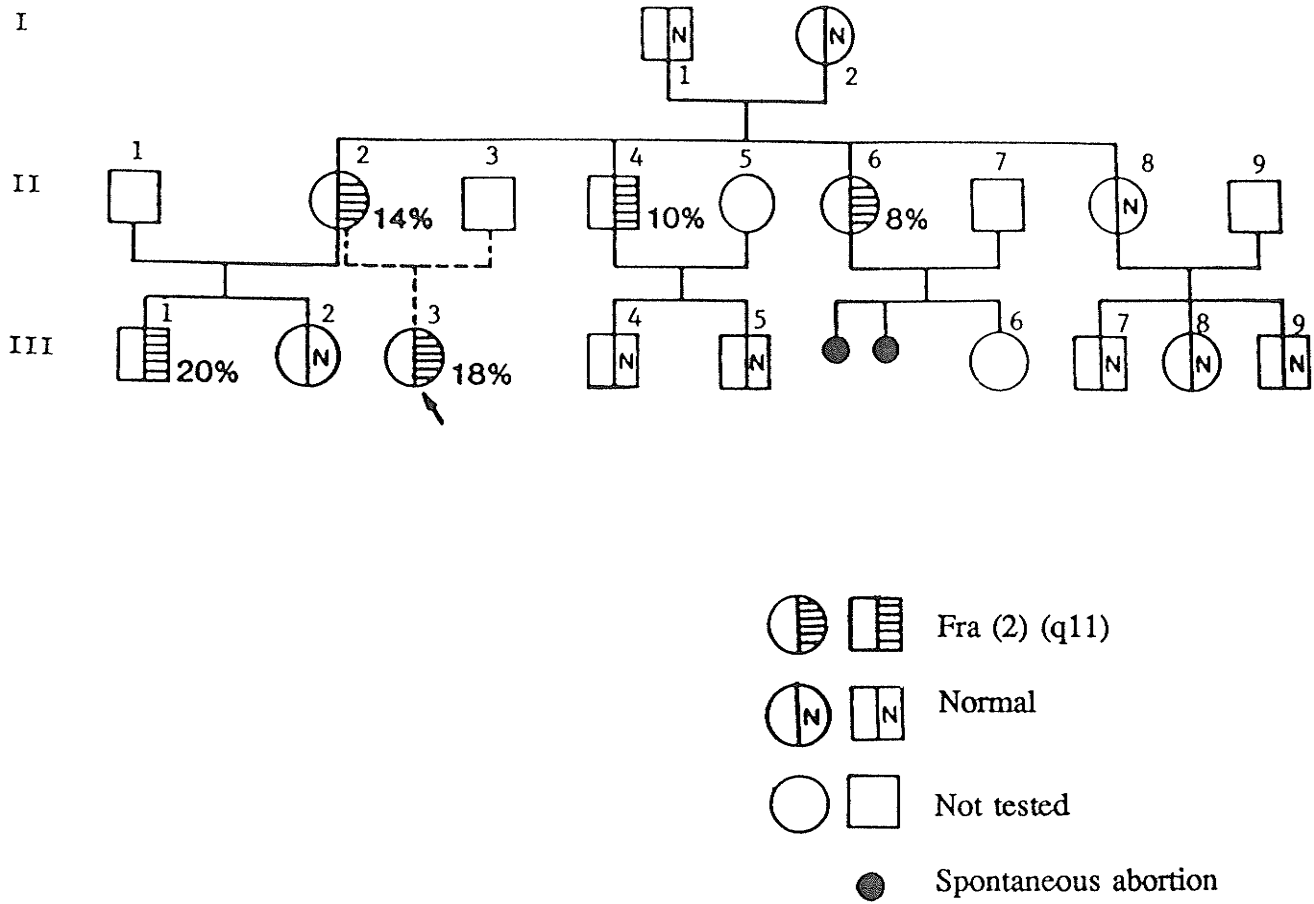 I
N N
1 2
1 2 3 4 5 6 7 8 9
II
14% 10% 8% N
1 2 3 4 5 6 7 8 9
III
20% N 18% N N N N N
Fra (2) (q11)
N N Normal
Not tested
Spontaneous abortion